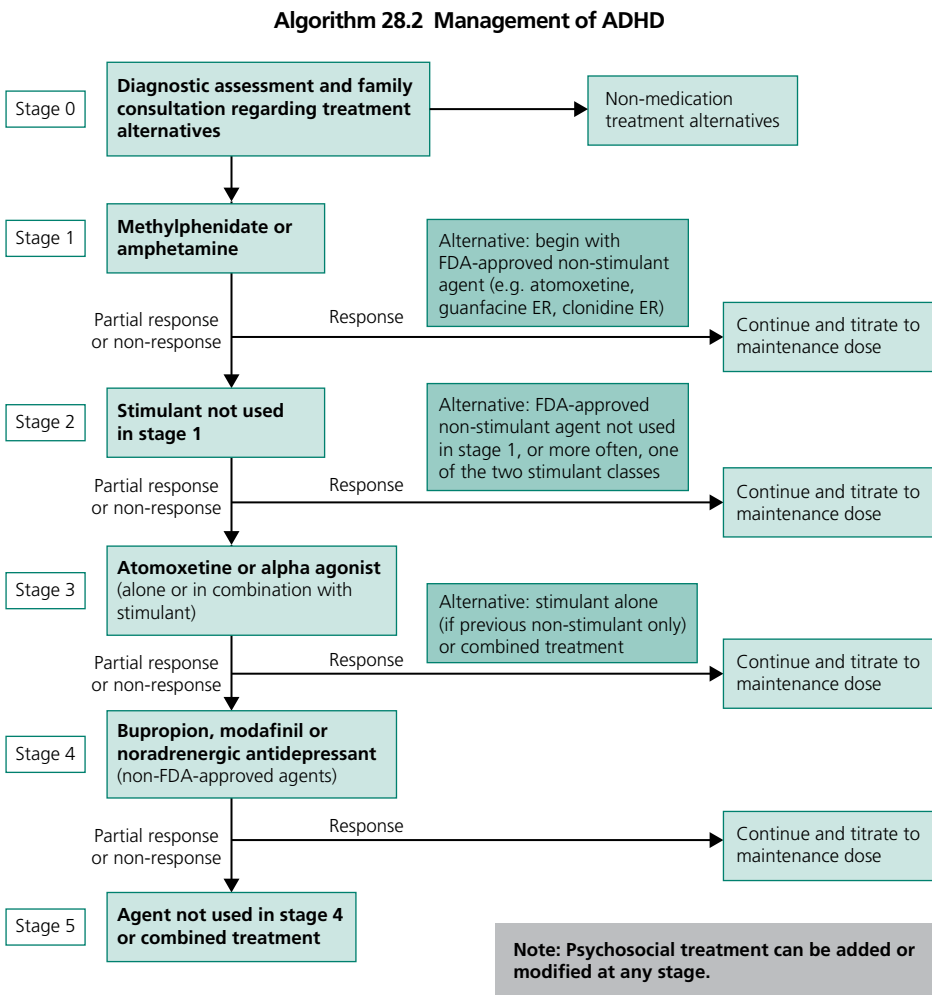 Algorithm 28.2 Management of ADHD
Stage 0
Diagnostic assessment and family
consultation regarding treatment
alternatives
Non-medication
treatment alternatives
Stage 1
Methylphenidate or
amphetamine
Alternative: begin with
FDA-approved non-stimulant
agent (e.g. atomoxetine,
guanfacine ER, clonidine ER)
Partial response
or non-response
Response
Continue and titrate to
maintenance dose
Stage 2
Stimulant not used
in stage 1
Alternative: FDA-approved
non-stimulant agent not used
in stage 1, or more often, one
of the two stimulant classes
Partial response
or non-response
Response
Continue and titrate to
maintenance dose
Stage 3
Atomoxetine or alpha agonist
(alone or in combination with
stimulant)
Alternative: stimulant alone
(if previous non-stimulant only)
or combined treatment
Partial response
or non-response
Response
Continue and titrate to
maintenance dose
Stage 4
Bupropion, modafinil or
noradrenergic antidepressant
(non-FDA-approved agents)
Partial response
or non-response
Response
Continue and titrate to
maintenance dose
Stage 5
Agent not used in stage 4
or combined treatment
Note: Psychosocial treatment can be added or
modified at any stage.